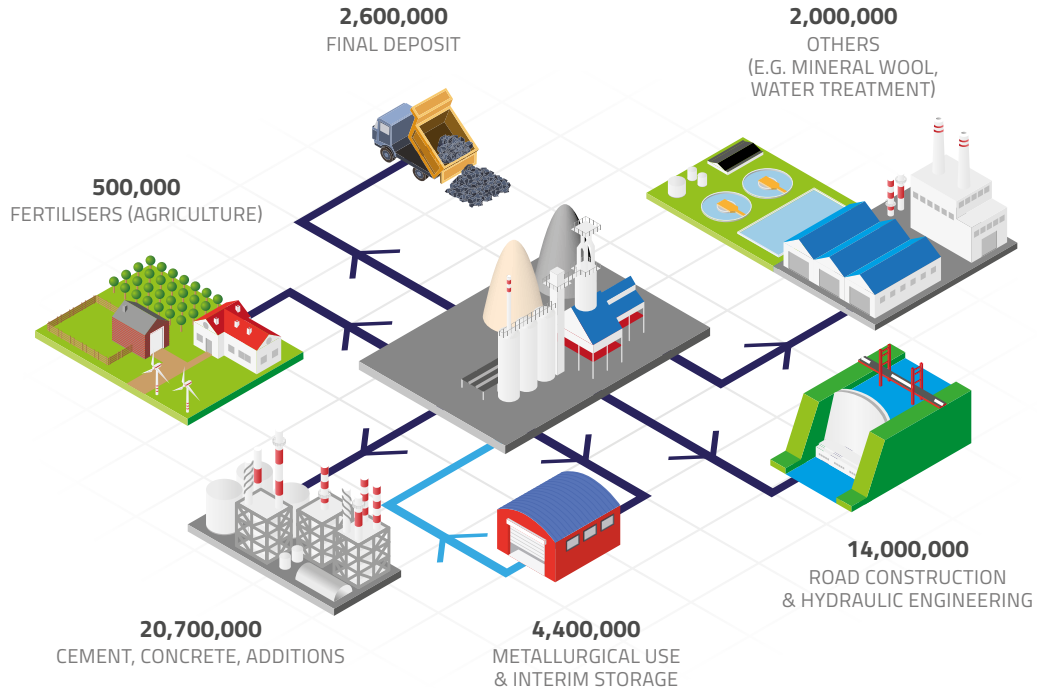 2,600,000
FINAL DEPOSIT
2,000,000
OTHERS
(E.G. MINERAL WOOL,
WATER TREATMENT)
500,000
FERTILISERS (AGRICULTURE)
14,000,000
ROAD CONSTRUCTION
& HYDRAULIC ENGINEERING
20,700,000
CEMENT, CONCRETE, ADDITIONS
4,400,000
METALLURGICAL USE
& INTERIM STORAGE